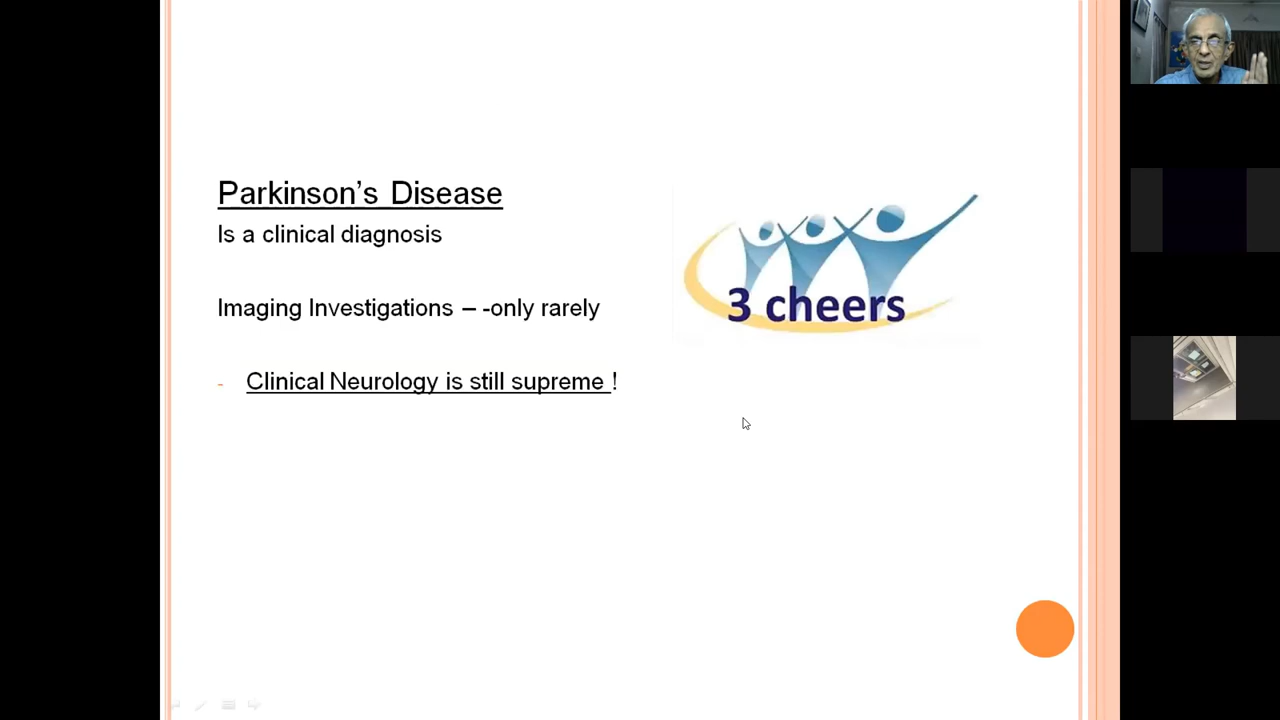 Parkinson's Disease
Is a clinical diagnosis
Imaging Investigations – -only rarely
- Clinical Neurology is still supreme !
3 cheers